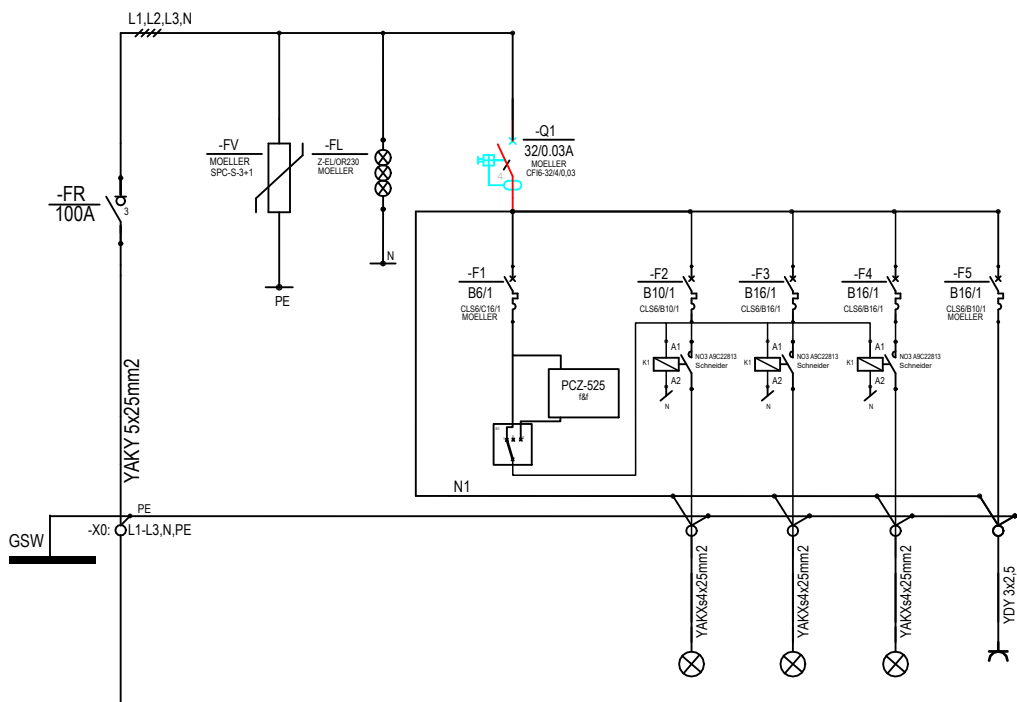 L1,L2,L3,N
-FR
100A
3
-FV
MOELLER
SPC-S-3+1
PE
-FL
Z-EL/OR230
MOELLER
N
-Q1
32/0.03A
MOELLER
CFI6-32/4/0,03
4
-F1
B6/1
CLS6/C16/1
MOELLER
-F2
B10/1
CLS6/B10/1
-F3
B16/1
CLS6/B16/1
-F4
B16/1
CLS6/B16/1
-F5
B16/1
CLS6/B10/1
MOELLER
A1
K1
A2
N
NO3 A9C22813
Schneider
A1
K1
A2
N
NO3 A9C22813
Schneider
A1
K1
A2
N
NO3 A9C22813
Schneider
PCZ-525
f&f
YAKY 5x25mm2
N1
PE
GSW
-X0:
L1-L3,N,PE
YAKXs4x25mm2
YAKXs4x25mm2
YAKXs4x25mm2
YDY 3x2,5